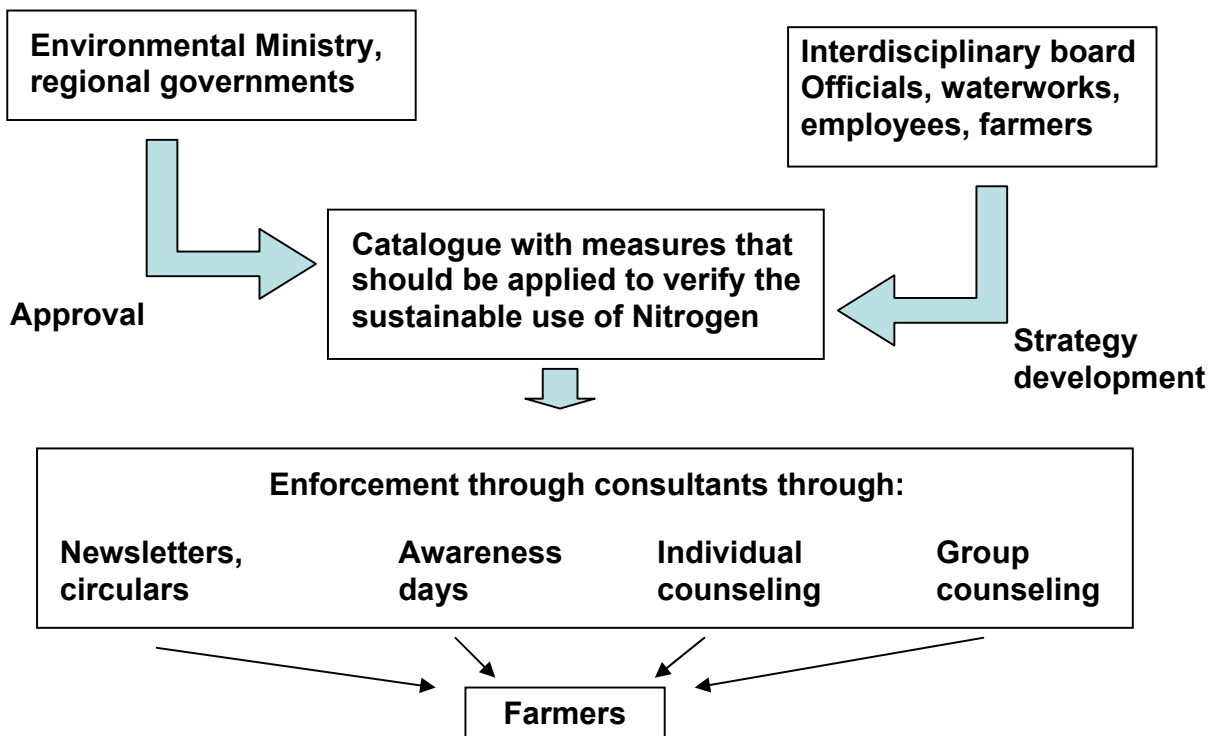 Environmental Ministry,
regional governments
Interdisciplinary board
Officials, waterworks,
employees, farmers
Approval
Catalogue with measures that
should be applied to verify the
sustainable use of Nitrogen
Strategy
development
Enforcement through consultants through:
Newsletters,
circulars
Awareness
days
Individual
counseling
Group
counseling
Farmers